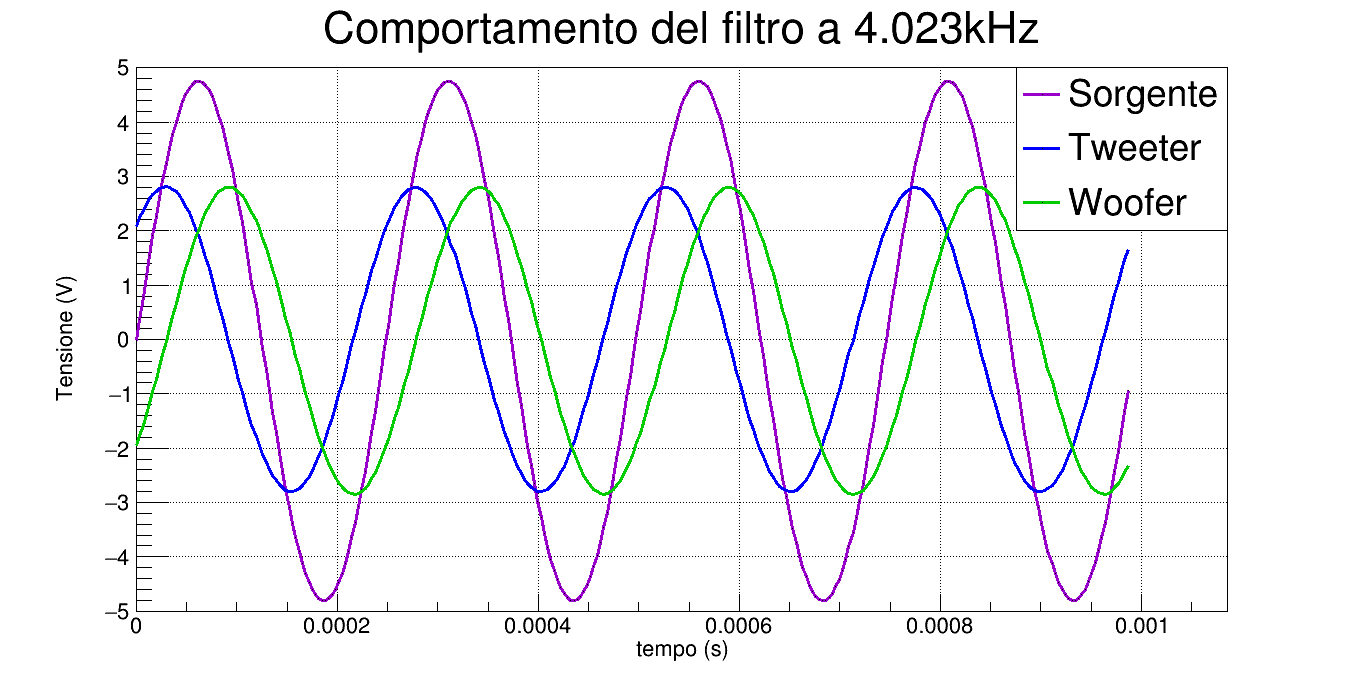 Comportamento del filtro a 4.023kHz
Sorgente
Tweeter
Woofer
Tensione (V)
5
4
3
2
1
0
−1
−2
−3
−4
−5
0 0.0002 0.0004 0.0006 0.0008 0.001
tempo (s)